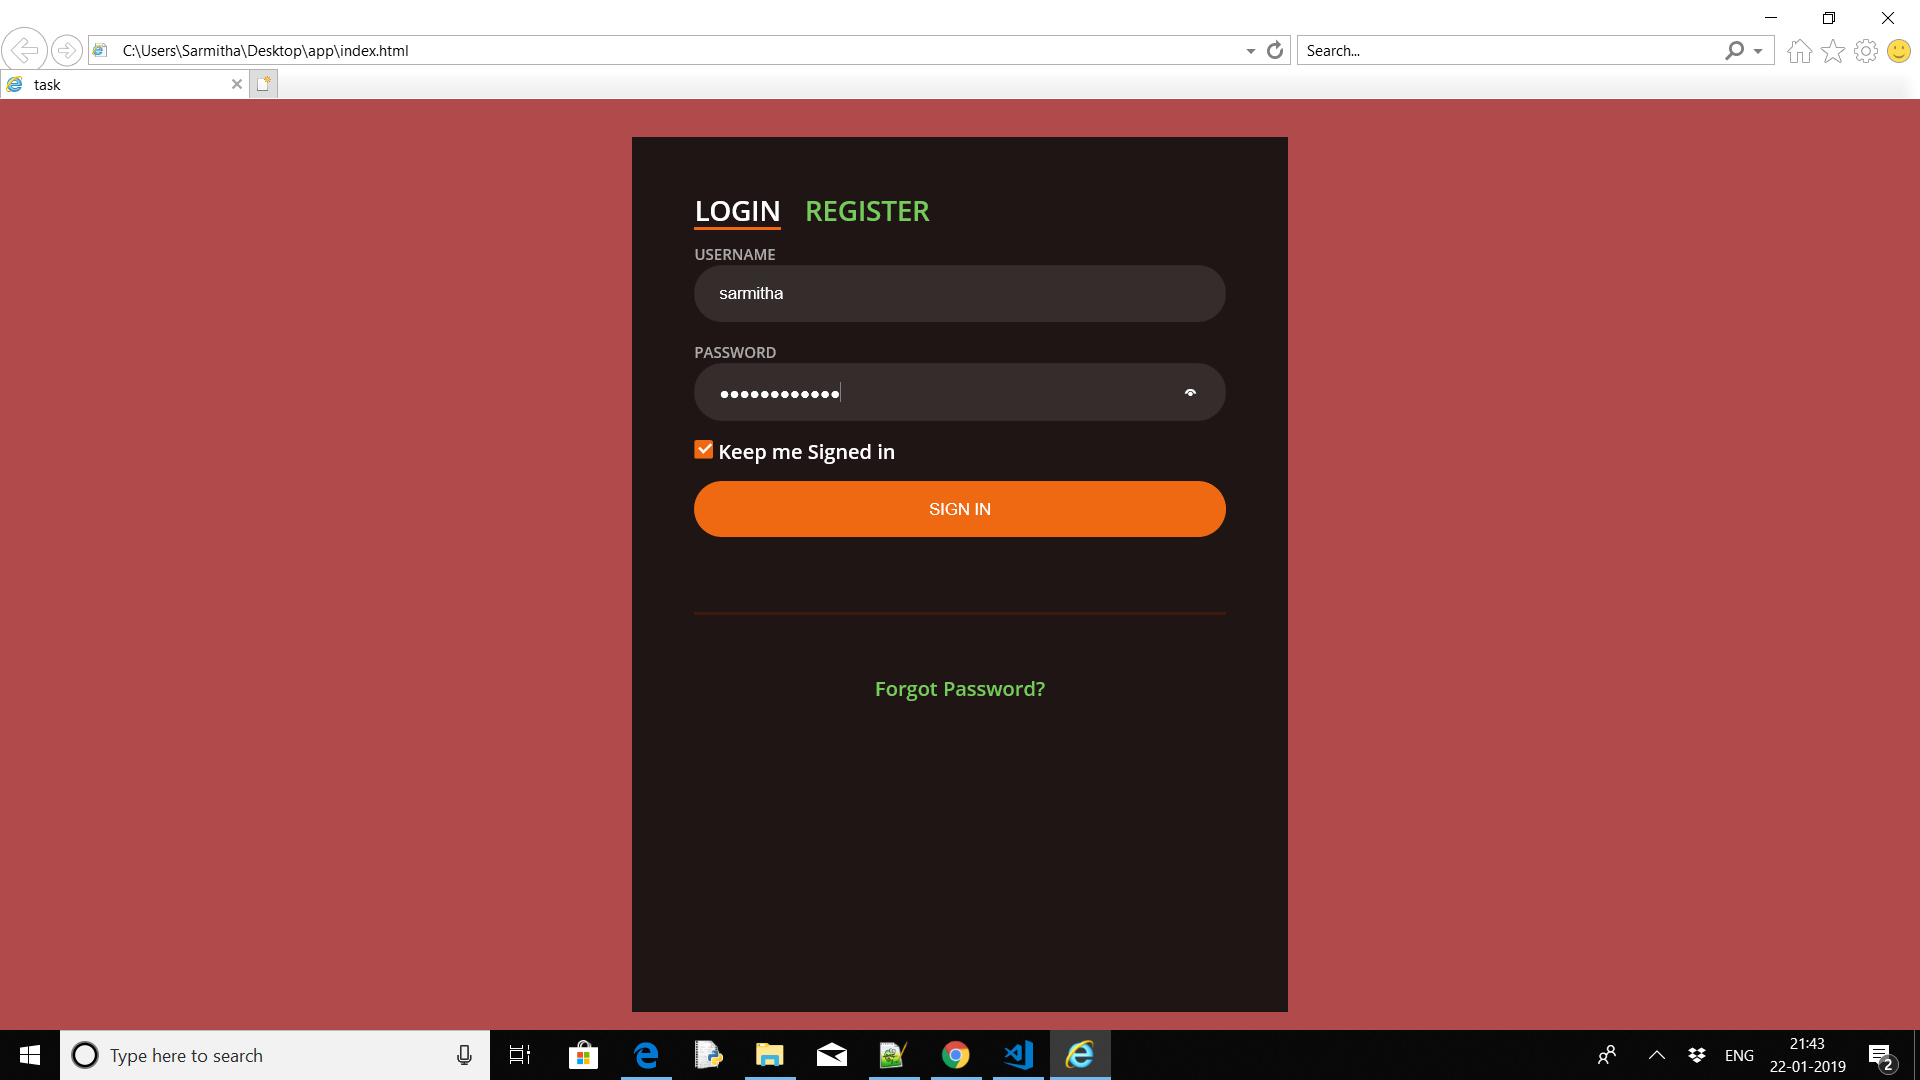 C:\Users\Sarmitha\Desktop\app\index.html
Search...
task
LOGIN REGISTER
USERNAME
sarmitha
PASSWORD
●●●●●●●●●●●●
Keep me Signed in
SIGN IN
Forgot Password?
Type here to search
ENG
21:43
22-01-2019
2